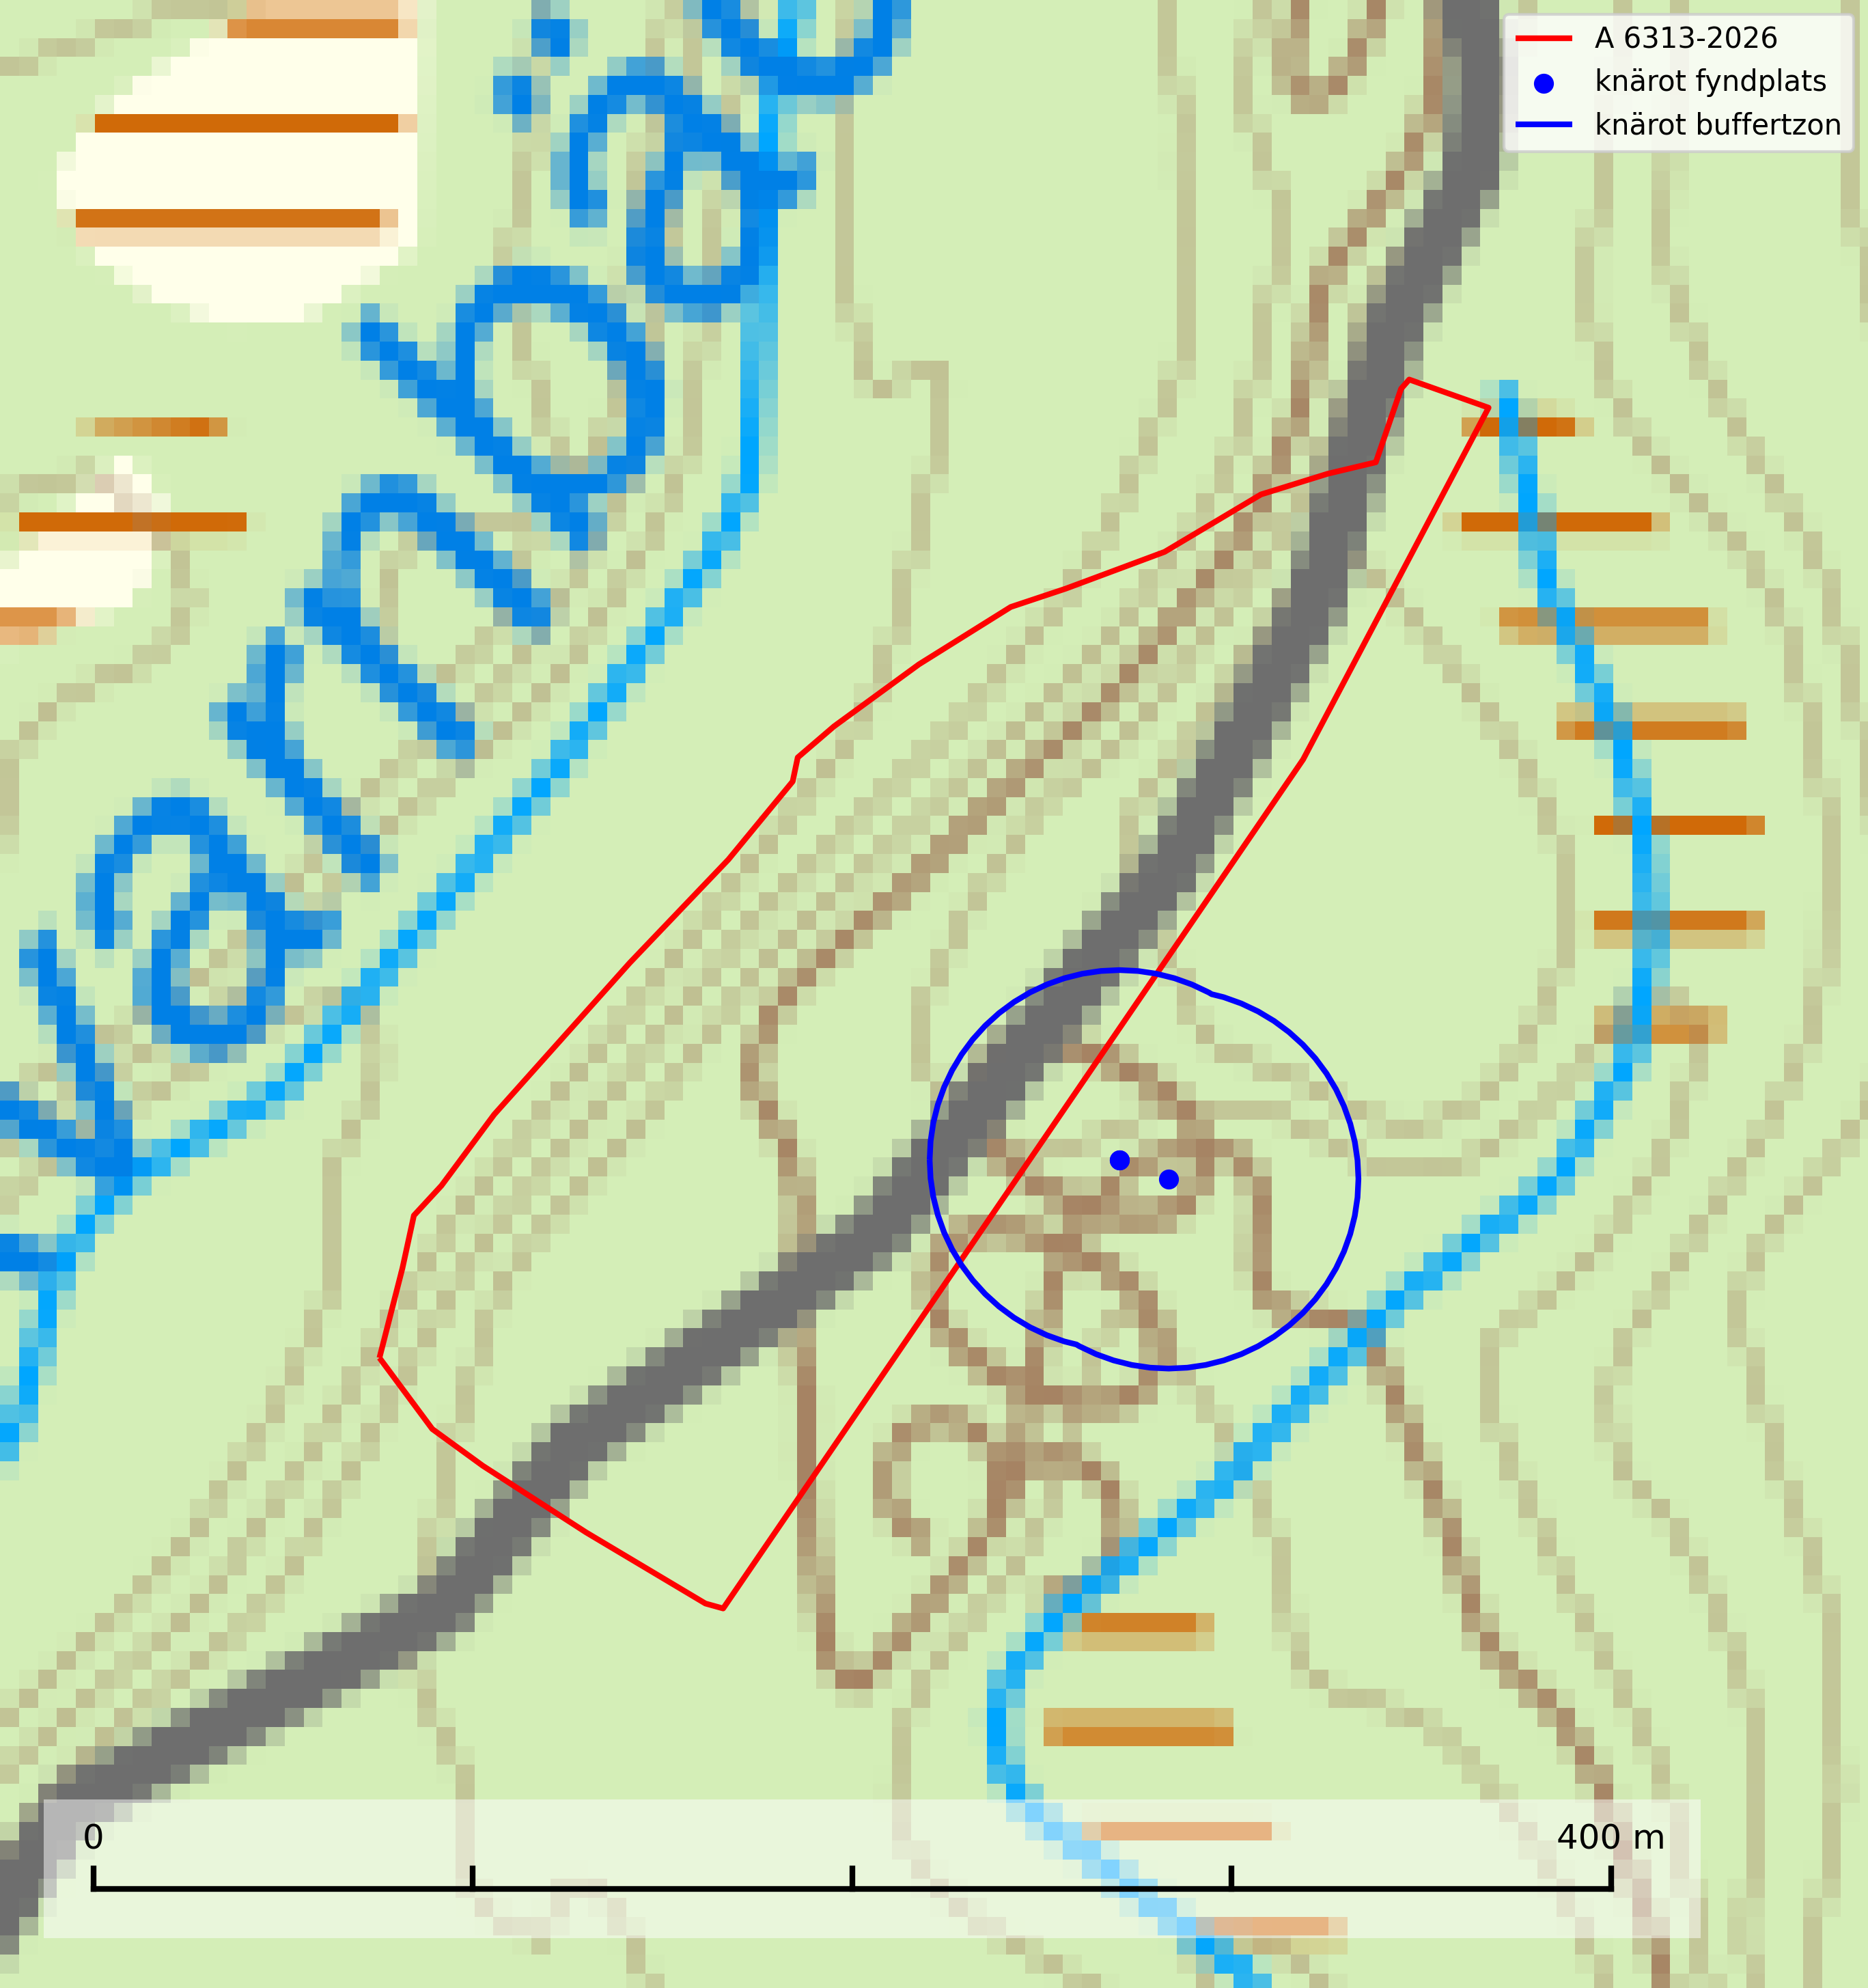 A 6313-2026
knärot fyndplats
knärot buffertzon
0
400 m